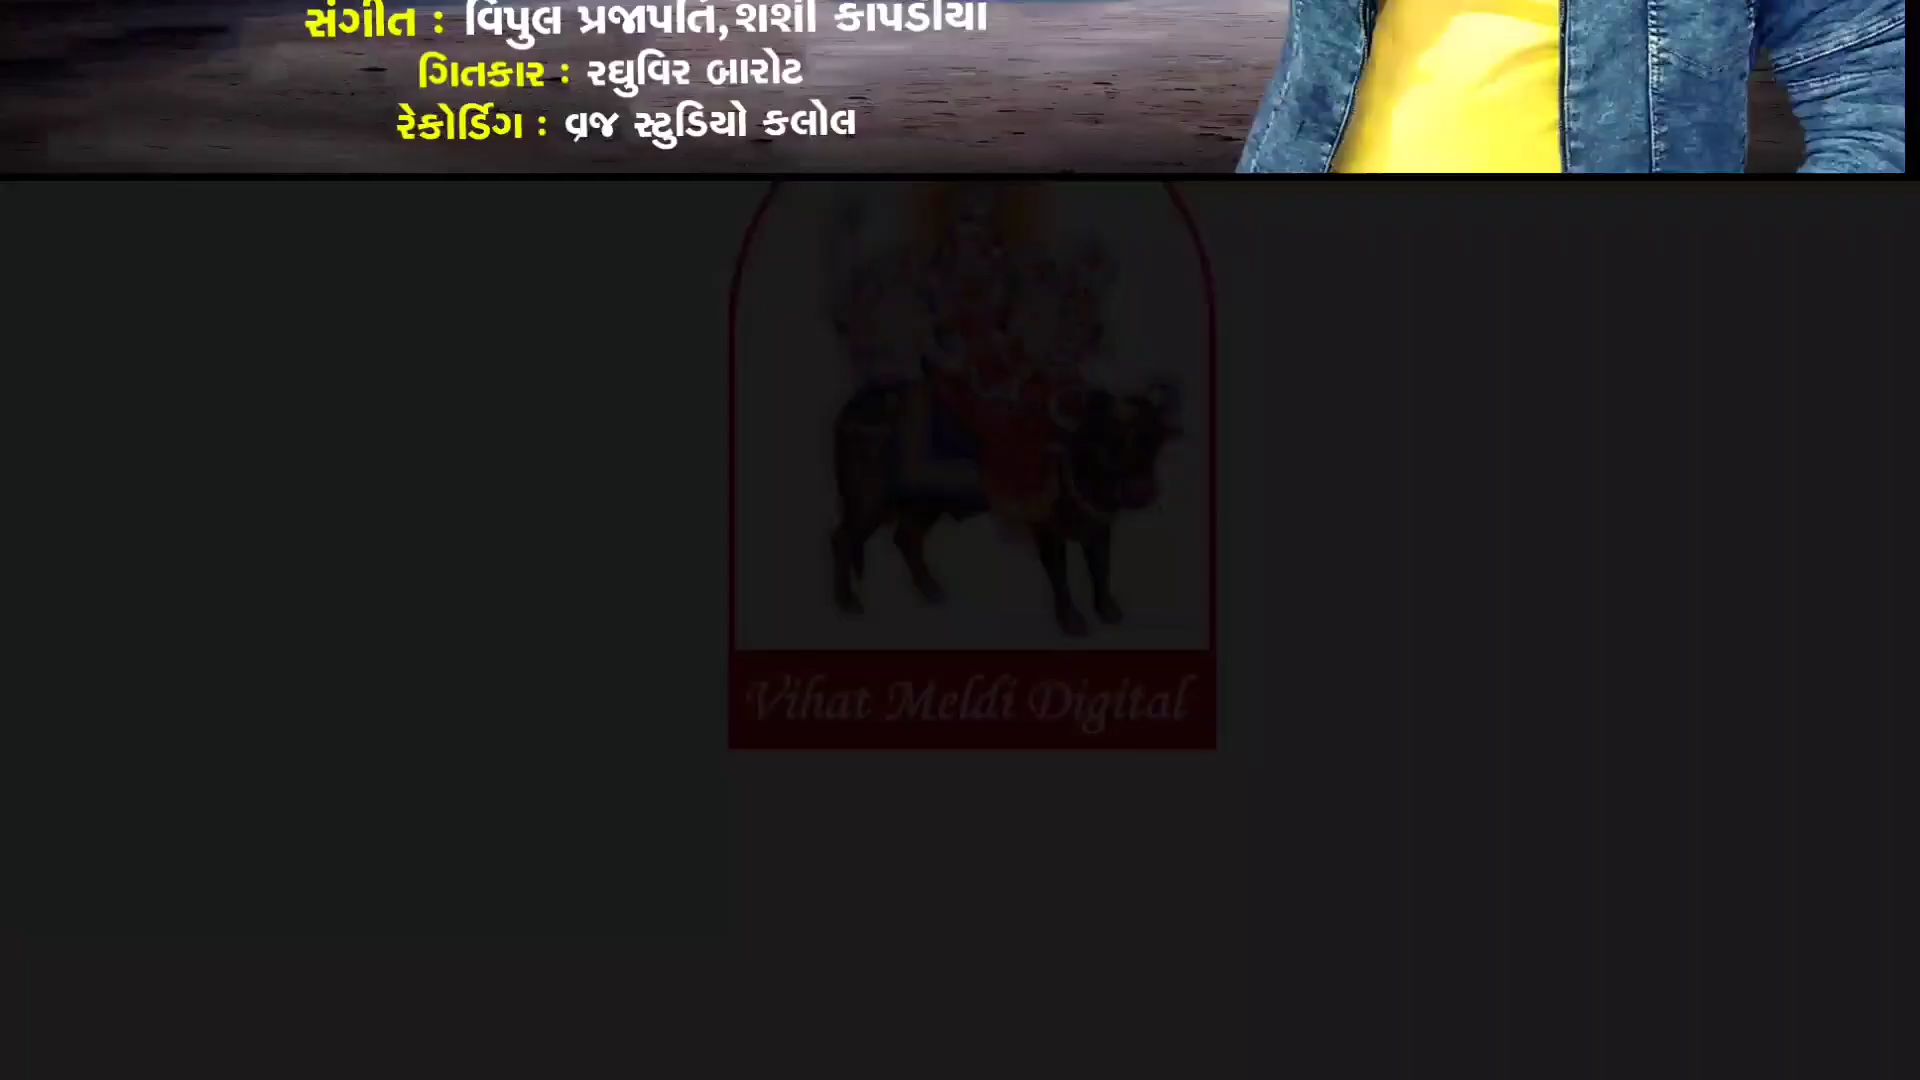 સંગીત : વિપુલ પ્રજાપતિ,શશી કાપડીયા
ગિતકાર : રઘુવિર બારોટ
રેકોર્ડિંગ : વ્રજ સ્ટુડિયો કલોલ
Vihat Meldi Digital